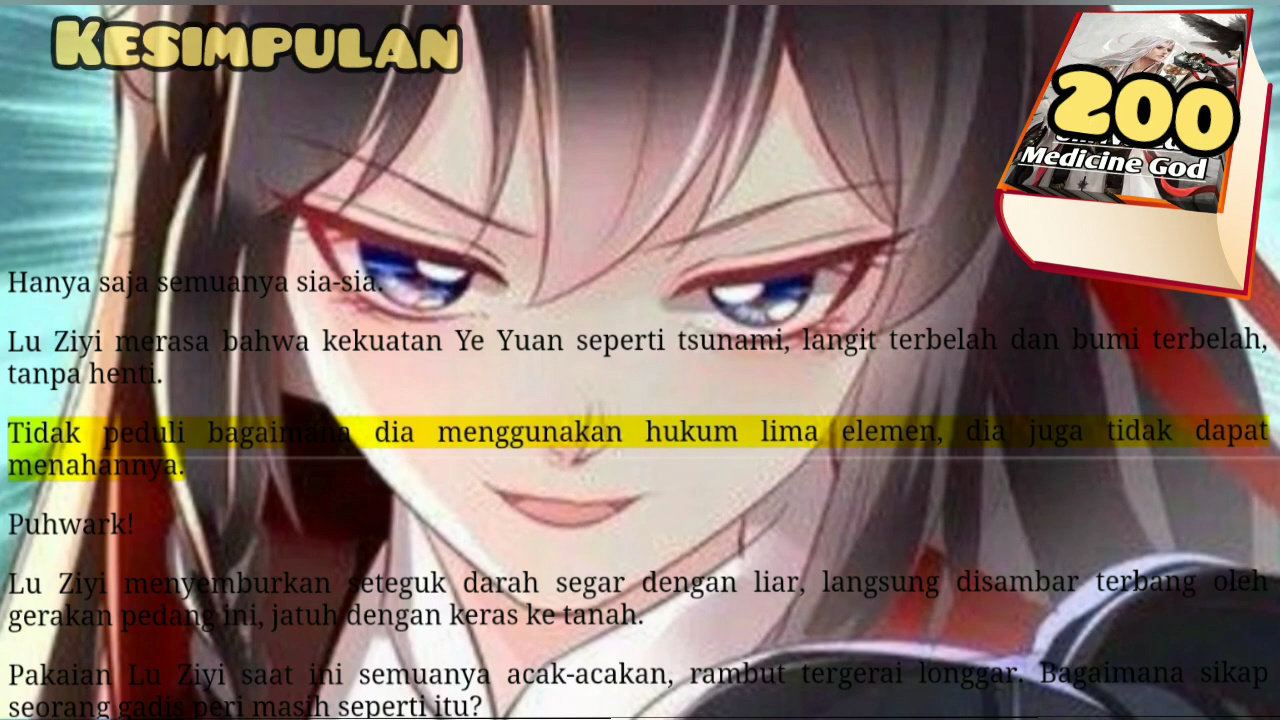 KESIMPULAN
200
Medicine God
Hanya saja semuanya sia-sia.
Lu Ziyi merasa bahwa kekuatan Ye Yuan seperti tsunami, langit terbelah dan bumi terbelah,
tanpa henti.
Tidak peduli bagaimana dia menggunakan hukum lima elemen, dia juga tidak dapat
menahannya.
Puhwark!
Lu Ziyi menyemburkan seteguk darah segar dengan liar, langsung disambar terbang oleh
gerakan pedang ini, jatuh dengan keras ke tanah.
Pakaian Lu Ziyi saat ini semuanya acak-acakan, rambut tergerai longgar. Bagaimana sikap
seorang gadis peri masih seperti itu?